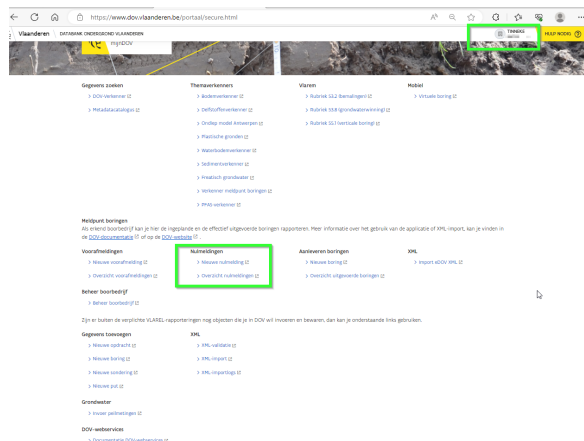 https://www.dov.vlaanderen.be/portaal/secure.html
Vlaanderen
DATABANK ONDERGROND VLAANDEREN
TINNEKE
HULP NODIG
mijnDOV
Gegevens zoeken
Themaverkenners
Vlarem
Mobiel
> DOV-Verkenner
> Bodemverkenner
> Rubriek 53.2 (bemalingen)
> Virtuele boring
> Metadatacatalogus
> Delfstoffenverkenner
> Rubriek 53.8 (grondwaterwinning)
> Ondiep model Antwerpen
> Rubriek 55.1 (verticale boring)
> Plastische gronden
> Waterbodemverkenner
> Sedimentverkenner
> Freatisch grondwater
> Verkenner meldpunt boringen
> PFAS-verkenner
Meldpunt boringen
Als erkend boorbedrijf kan je hier de ingeplande en de effectief uitgevoerde boringen rapporteren. Meer informatie over het gebruik van de applicatie of XML-import, kan je vinden in
de DOV-documentatie of op de DOV-website .
Voorafmeldingen
Nulmeldingen
Aanleveren boringen
XML
> Nieuwe voorafmelding
> Nieuwe nulmelding
> Nieuwe boring
> Import eDOV XML
> Overzicht voorafmeldingen
> Overzicht nulmeldingen
> Overzicht uitgevoerde boringen
Beheer boorbedrijf
> Beheer boorbedrijf
Zijn er buiten de verplichte VLAREL-rapporteringen nog objecten die je in DOV wil invoeren en bewaren, dan kan je onderstaande links gebruiken.
Gegevens toevoegen
XML
> Nieuwe opdracht
> XML-validatie
> Nieuwe boring
> XML-import
> Nieuwe sondering
> XML-importlogs
> Nieuwe put
Grondwater
> Invoer peilmetingen
DOV-webservices
> Documentatie DOV-webservices